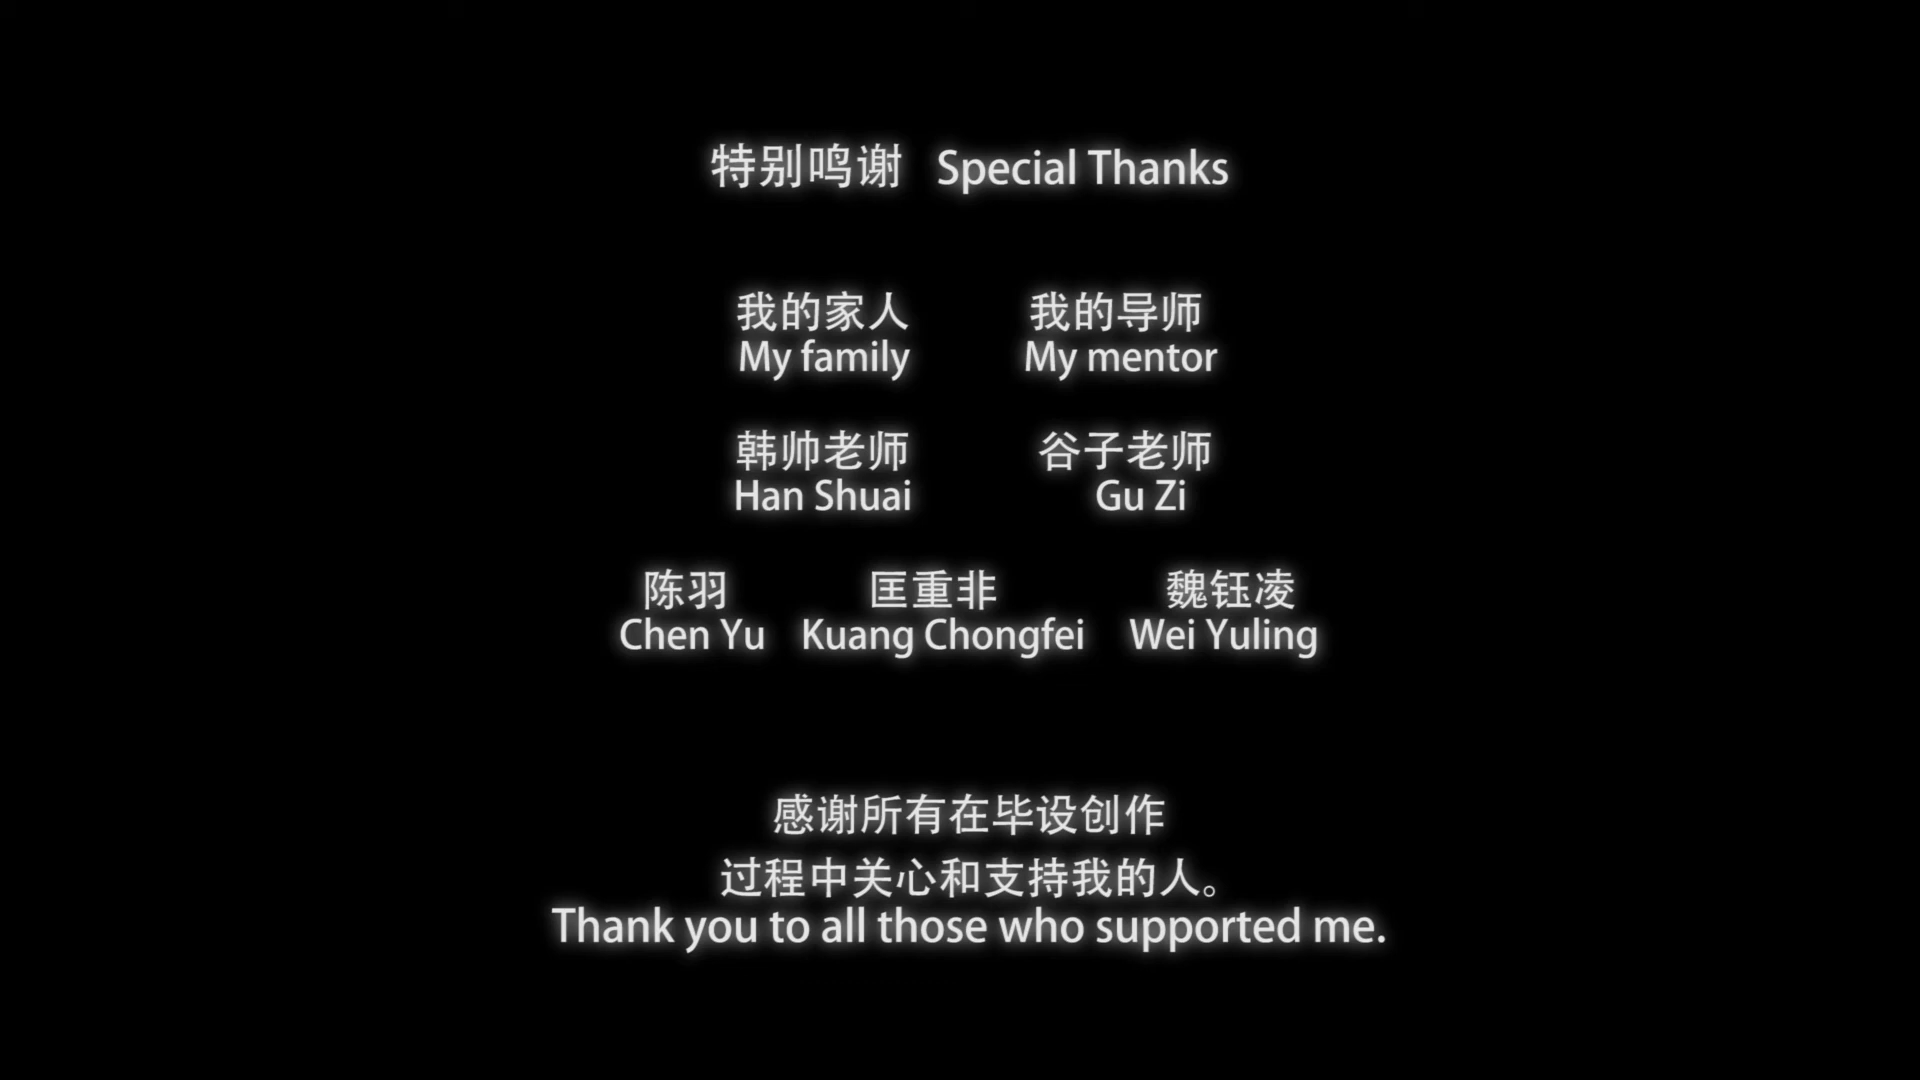 特别鸣谢 Special Thanks
我的家人 我的导师
My family My mentor
韩帅老师 谷子老师
Han Shuai Gu Zi
陈羽 匡重非 魏钰凌
Chen Yu Kuang Chongfei Wei Yuling
感谢所有在毕设创作
过程中关心和支持我的人。
Thank you to all those who supported me.